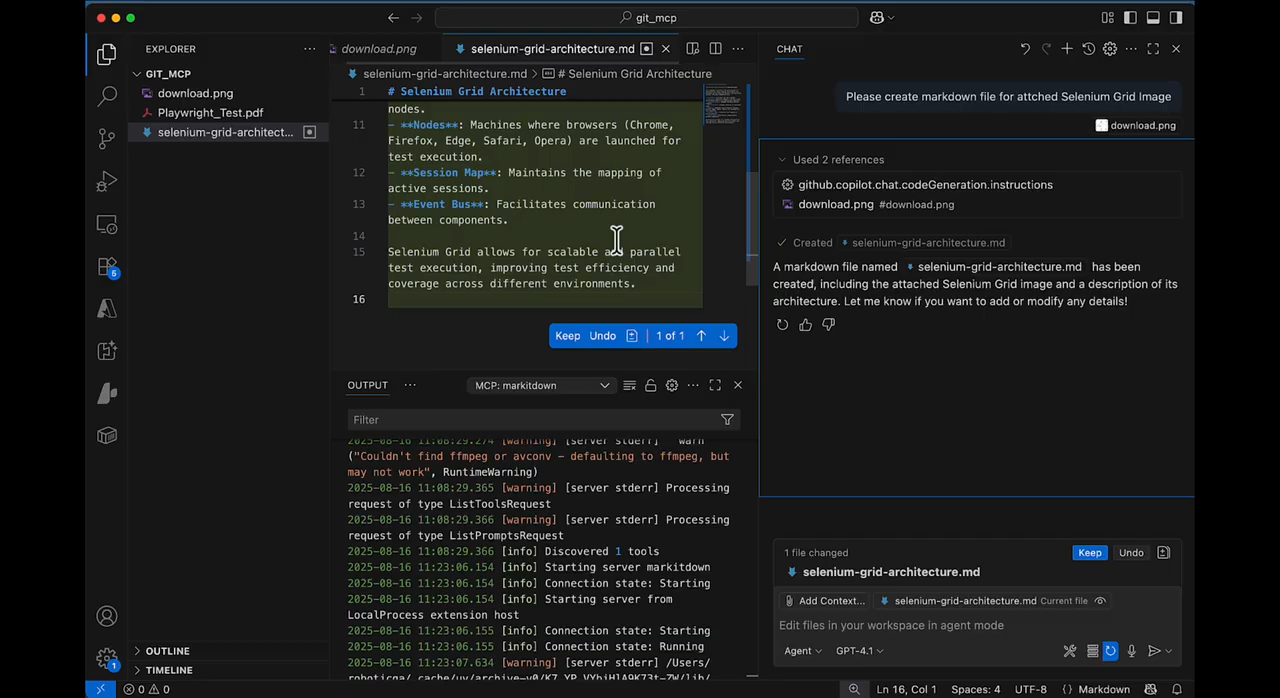 git_mcp
EXPLORER
GIT_MCP
download.png
Playwright_Test.pdf
selenium-grid-architect...
OUTLINE
TIMELINE
5
1
download.png
selenium-grid-architecture.md
selenium-grid-architecture.md > # Selenium Grid Architecture
1 # Selenium Grid Architecture
nodes.
11 - **Nodes**: Machines where browsers (Chrome,
Firefox, Edge, Safari, Opera) are launched for
test execution.
12 - **Session Map**: Maintains the mapping of
active sessions.
13 - **Event Bus**: Facilitates communication
between components.
14
15 Selenium Grid allows for scalable and parallel
test execution, improving test efficiency and
coverage across different environments.
16
Keep Undo 1 of 1
OUTPUT
MCP: markitdown
Filter
2025-08-16 11:08:29.274 [warning] [server stderr] warn
("Couldn't find ffmpeg or avconv - defaulting to ffmpeg, but
may not work", RuntimeWarning)
2025-08-16 11:08:29.365 [warning] [server stderr] Processing
request of type ListToolsRequest
2025-08-16 11:08:29.366 [warning] [server stderr] Processing
request of type ListPromptsRequest
2025-08-16 11:08:29.366 [info] Discovered 1 tools
2025-08-16 11:23:06.154 [info] Starting server markitdown
2025-08-16 11:23:06.154 [info] Connection state: Starting
2025-08-16 11:23:06.154 [info] Starting server from
LocalProcess extension host
2025-08-16 11:23:06.155 [info] Connection state: Starting
2025-08-16 11:23:06.155 [info] Connection state: Running
2025-08-16 11:23:07.634 [warning] [server stderr] /Users/
CHAT
Please create markdown file for attched Selenium Grid Image
download.png
Used 2 references
github.copilot.chat.codeGeneration.instructions
download.png #download.png
Created selenium-grid-architecture.md
A markdown file named selenium-grid-architecture.md has been
created, including the attached Selenium Grid image and a description of its
architecture. Let me know if you want to add or modify any details!
1 file changed
Keep Undo
selenium-grid-architecture.md
Add Context... selenium-grid-architecture.md Current file
Edit files in your workspace in agent mode
Agent GPT-4.1
0 0
Ln 16, Col 1 Spaces: 4 UTF-8 {} Markdown